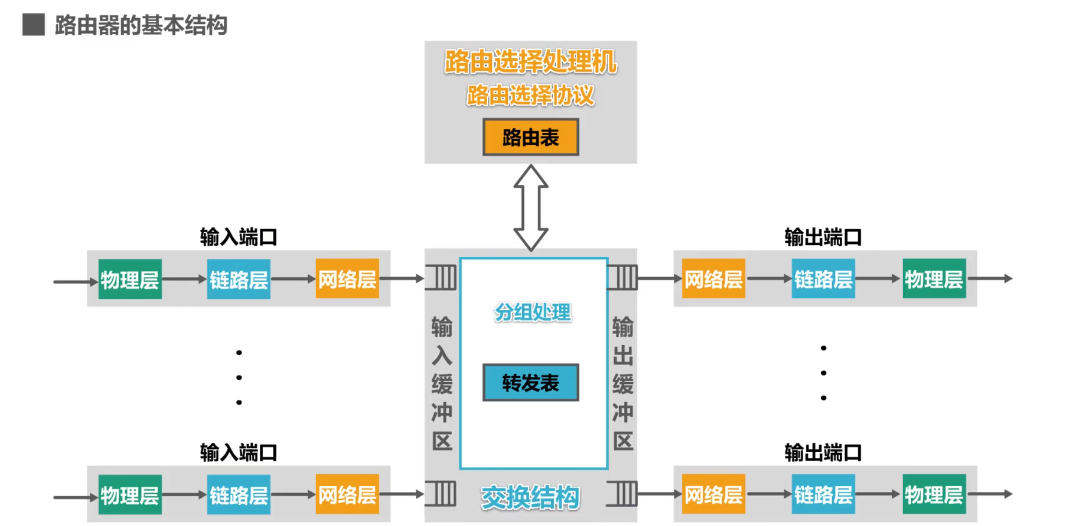 路由器的基本结构
路由选择处理机
路由选择协议
路由表
输入端口
输出端口
物理层
链路层
网络层
网络层
链路层
物理层
分组处理
输入缓冲区
输出缓冲区
转发表
输入端口
输出端口
物理层
链路层
网络层
交换结构
网络层
链路层
物理层